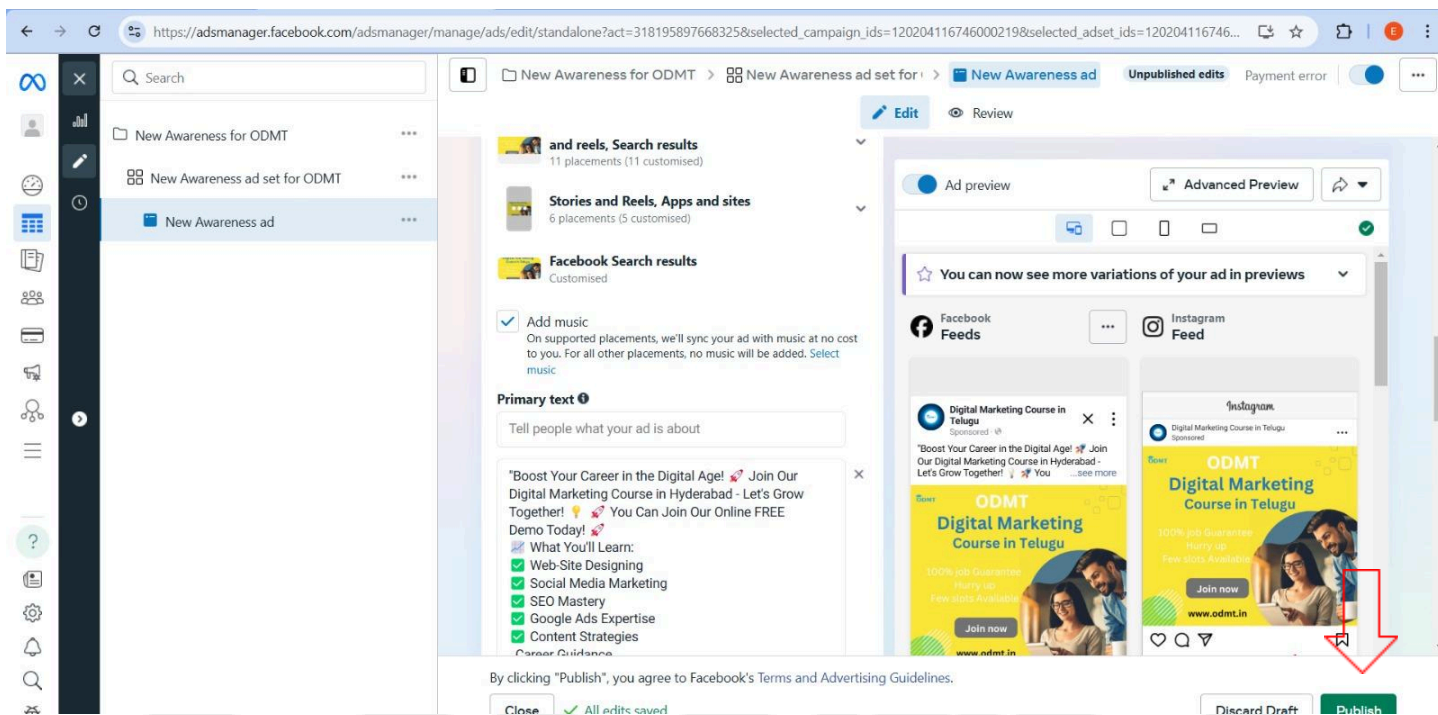 https://adsmanager.facebook.com/adsmanager/manage/ads/edit/standalone?act=318195897668325&selected_campaign_ids=120204116746000219&selected_adset_ids=120204116746...
E
Search
New Awareness for ODMT > New Awareness ad set for > New Awareness ad
Unpublished edits
Payment error
Edit
Review
New Awareness for ODMT
New Awareness ad set for ODMT
New Awareness ad
and reels, Search results
11 placements (11 customised)
Stories and Reels, Apps and sites
6 placements (5 customised)
Facebook Search results
Customised
Add music
On supported placements, we'll sync your ad with music at no cost
to you. For all other placements, no music will be added. Select
music
Primary text
Tell people what your ad is about
"Boost Your Career in the Digital Age! 🚀 Join Our
Digital Marketing Course in Hyderabad - Let's Grow
Together! 💡 🚀 You Can Join Our Online FREE
Demo Today! 🚀
📈 What You'll Learn:
✅ Web-Site Designing
✅ Social Media Marketing
✅ SEO Mastery
✅ Google Ads Expertise
✅ Content Strategies
Career Guidance
Ad preview
Advanced Preview
You can now see more variations of your ad in previews
Facebook
Feeds
Instagram
Feed
Digital Marketing Course in
Telugu
Sponsored
"Boost Your Career in the Digital Age! 🚀 Join
Our Digital Marketing Course in Hyderabad -
Let's Grow Together! 💡 🚀 You ...see more
ODMT
ODMT
Digital Marketing
Course in Telugu
100% job Guarantee
Hurry up
Few slots Available
Join now
www.odmt.in
Instagram
Digital Marketing Course in Telugu
Sponsored
ODMT
ODMT
Digital Marketing
Course in Telugu
100% job Guarantee
Hurry up
Few slots Available
Join now
www.odmt.in
By clicking "Publish", you agree to Facebook's Terms and Advertising Guidelines.
Close
All edits saved
Discard Draft
Publish